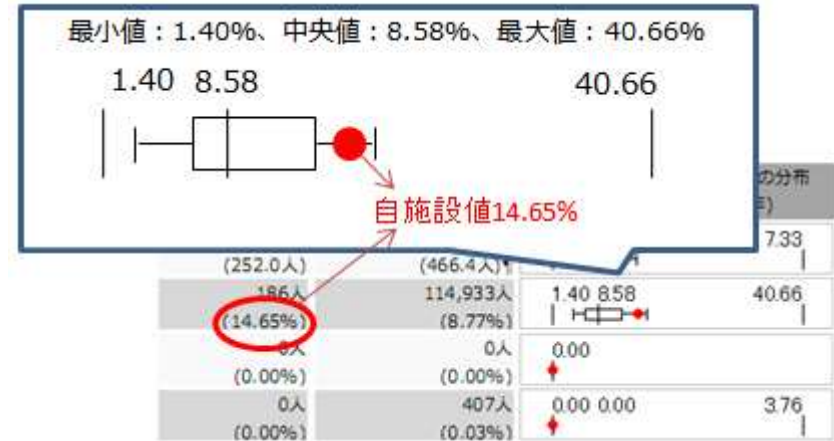 最小値：1.40%、中央値：8.58%、最大値：40.66%
1.40 8.58 40.66
自施設値14.65%
の分布
7.33
(252.0人) (466.4人)
186人 114,933人 1.40 8.58 40.66
(14.65%) (8.77%)
0人 0人 0.00
(0.00%) (0.00%)
0人 407人 0.00 0.00 3.76
(0.00%) (0.03%)